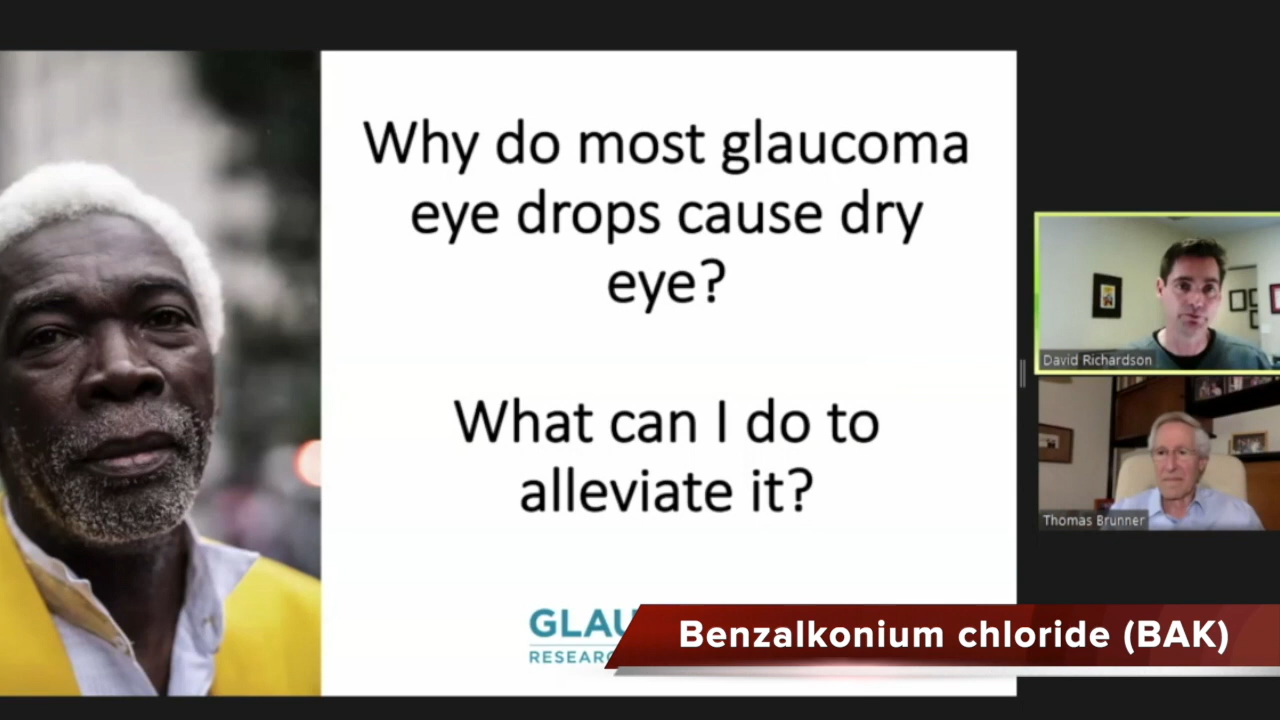 Why do most glaucoma
eye drops cause dry
eye?
What can I do to
alleviate it?
David Richardson
Thomas Brunner
GLAU
RESEARC
Benzalkonium chloride (BAK)